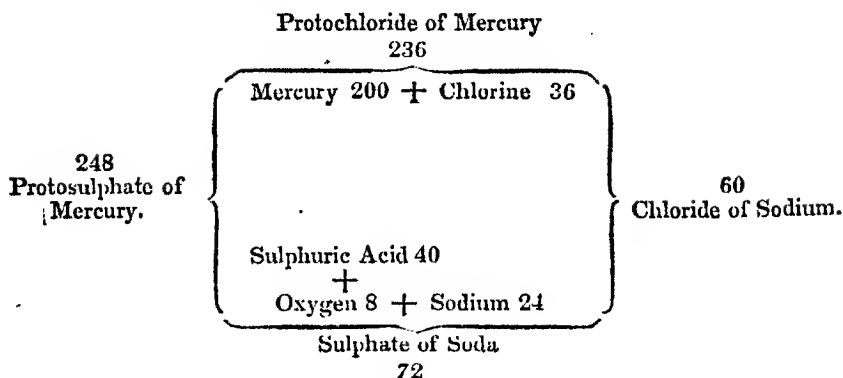 Protochloride of Mercury
236
Mercury 200 + Chlorine 36
248
Protosulphate of
Mercury.
60
Chloride of Sodium.
Sulphuric Acid 40
+
Oxygen 8 + Sodium 24
Sulphate of Soda
72